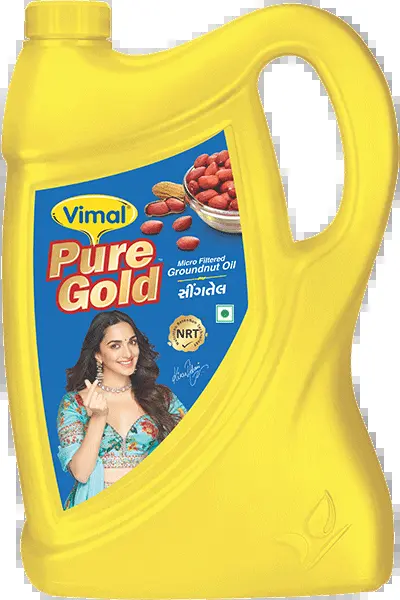 Vimal
Pure
Gold
Micro Filtered
Groundnut Oil
સીંગતેલ
NRT